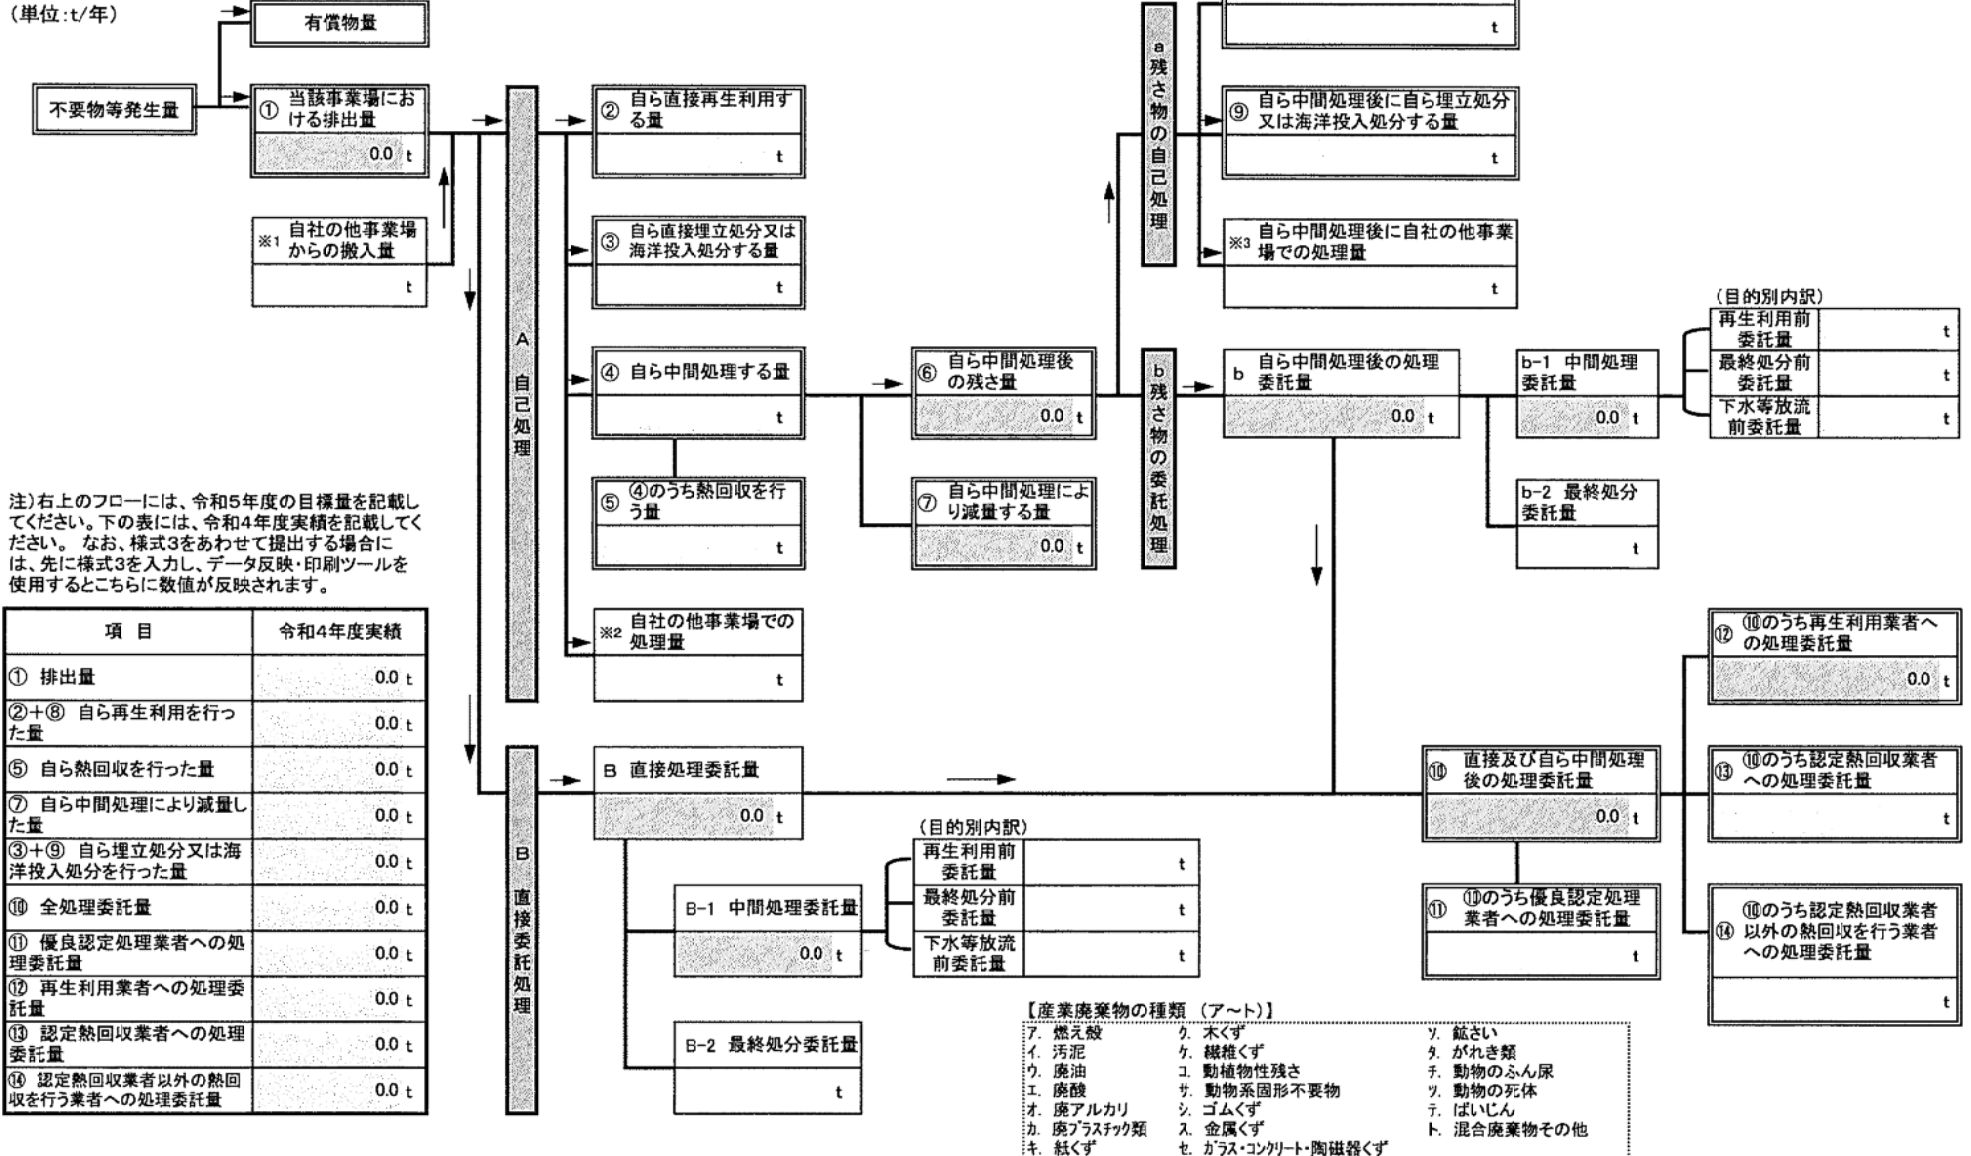 (単位:t/年)
有償物量
不要物等発生量
① 当該事業場にお
ける排出量
0.0 t
※1 自社の他事業場
からの搬入量
t
A 自己処理
② 自ら直接再生利用す
る量
t
③ 自ら直接埋立処分又は
海洋投入処分する量
t
④ 自ら中間処理する量
t
⑤ ④のうち熱回収を行
う量
t
※2 自社の他事業場での
処理量
t
⑥ 自ら中間処理後
の残さ量
0.0 t
⑦ 自ら中間処理によ
り減量する量
0.0 t
a 残さ物の自己処理
t
⑨ 自ら中間処理後に自ら埋立処分
又は海洋投入処分する量
t
※3 自ら中間処理後に自社の他事業
場での処理量
t
b 残さ物の委託処理
b 自ら中間処理後の処理
委託量
0.0 t
b-1 中間処理
委託量
0.0 t
(目的別内訳)
再生利用前
委託量
t
最終処分前
委託量
t
下水等放流
前委託量
t
b-2 最終処分
委託量
t
注)右上のフローには、令和5年度の目標量を記載し
てください。下の表には、令和4年度実績を記載してく
ださい。 なお、様式3をあわせて提出する場合に
は、先に様式3を入力し、データ反映・印刷ツールを
使用するとこちらに数値が反映されます。
項 目 令和4年度実績
① 排出量 0.0 t
②+⑧ 自ら再生利用を行っ
た量 0.0 t
⑤ 自ら熱回収を行った量 0.0 t
⑦ 自ら中間処理により減量し
た量 0.0 t
③+⑨ 自ら埋立処分又は海
洋投入処分を行った量 0.0 t
⑩ 全処理委託量 0.0 t
⑪ 優良認定処理業者への処
理委託量 0.0 t
⑫ 再生利用業者への処理委
託量 0.0 t
⑬ 認定熱回収業者への処理
委託量 0.0 t
⑭ 認定熱回収業者以外の熱回
収を行う業者への処理委託量 0.0 t
B 直接委託処理
B 直接処理委託量
0.0 t
B-1 中間処理委託量
0.0 t
(目的別内訳)
再生利用前
委託量
t
最終処分前
委託量
t
下水等放流
前委託量
t
B-2 最終処分委託量
t
⑩ 直接及び自ら中間処理
後の処理委託量
0.0 t
⑪ ⑩のうち優良認定処理
業者への処理委託量
t
⑫ ⑩のうち再生利用業者へ
の処理委託量
0.0 t
⑬ ⑩のうち認定熱回収業者
への処理委託量
t
⑭ ⑩のうち認定熱回収業者
以外の熱回収を行う業者
への処理委託量
t
【産業廃棄物の種類 (ア~ト)】
ア. 燃え殻 ク. 木くず ソ. 鉱さい
イ. 汚泥 ケ. 繊維くず タ. がれき類
ウ. 廃油 コ. 動植物性残さ チ. 動物のふん尿
エ. 廃酸 サ. 動物系固形不要物 ツ. 動物の死体
オ. 廃アルカリ シ. ゴムくず テ. ばいじん
カ. 廃プラスチック類 ス. 金属くず ト. 混合廃棄物その他
キ. 紙くず セ. ガラス・コンクリート・陶磁器くず